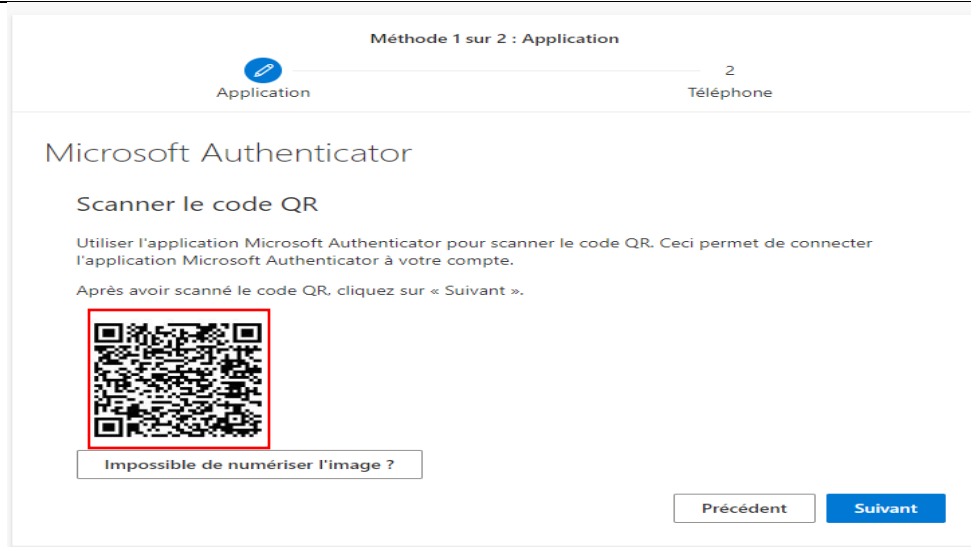 Méthode 1 sur 2 : Application
2
Application
Téléphone
Microsoft Authenticator
Scanner le code QR
Utiliser l'application Microsoft Authenticator pour scanner le code QR. Ceci permet de connecter
l'application Microsoft Authenticator à votre compte.
Après avoir scanné le code QR, cliquez sur « Suivant ».
Impossible de numériser l'image ?
Précédent
Suivant